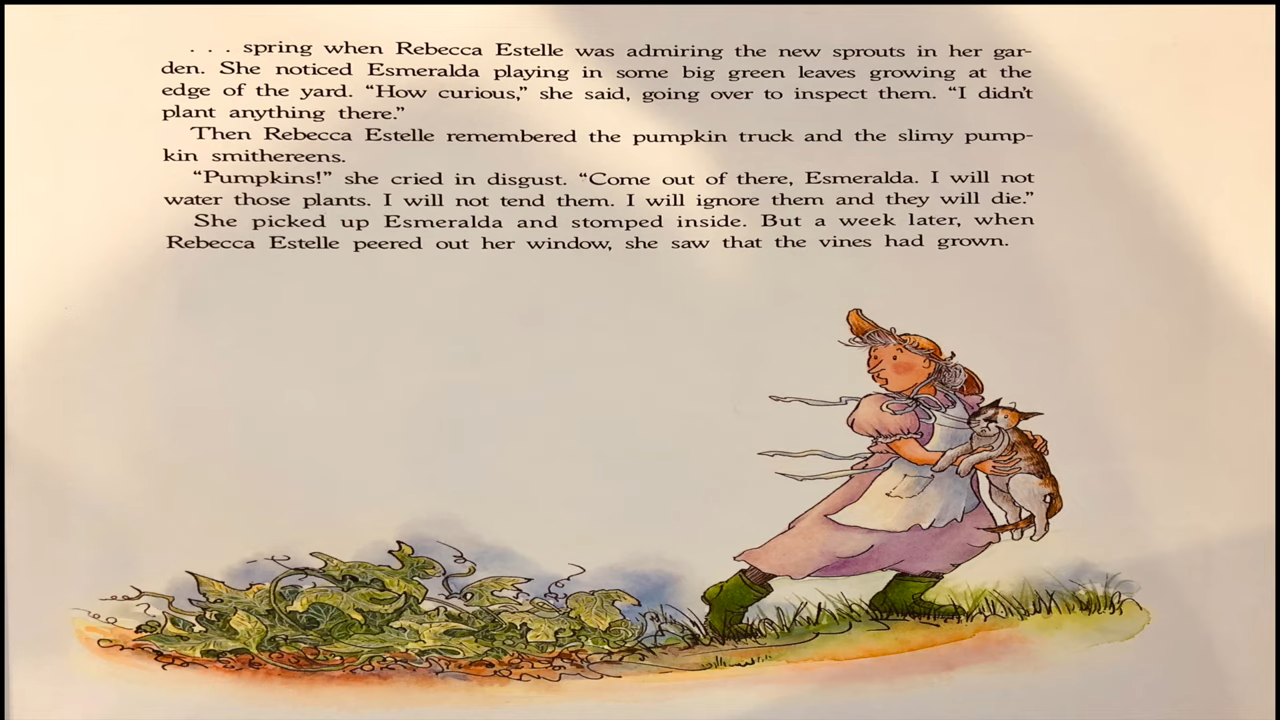 . . . spring when Rebecca Estelle was admiring the new sprouts in her gar-
den. She noticed Esmeralda playing in some big green leaves growing at the
edge of the yard. “How curious,” she said, going over to inspect them. “I didn’t
plant anything there.”
Then Rebecca Estelle remembered the pumpkin truck and the slimy pump-
kin smithereens.
“Pumpkins!” she cried in disgust. “Come out of there, Esmeralda. I will not
water those plants. I will not tend them. I will ignore them and they will die.”
She picked up Esmeralda and stomped inside. But a week later, when
Rebecca Estelle peered out her window, she saw that the vines had grown.